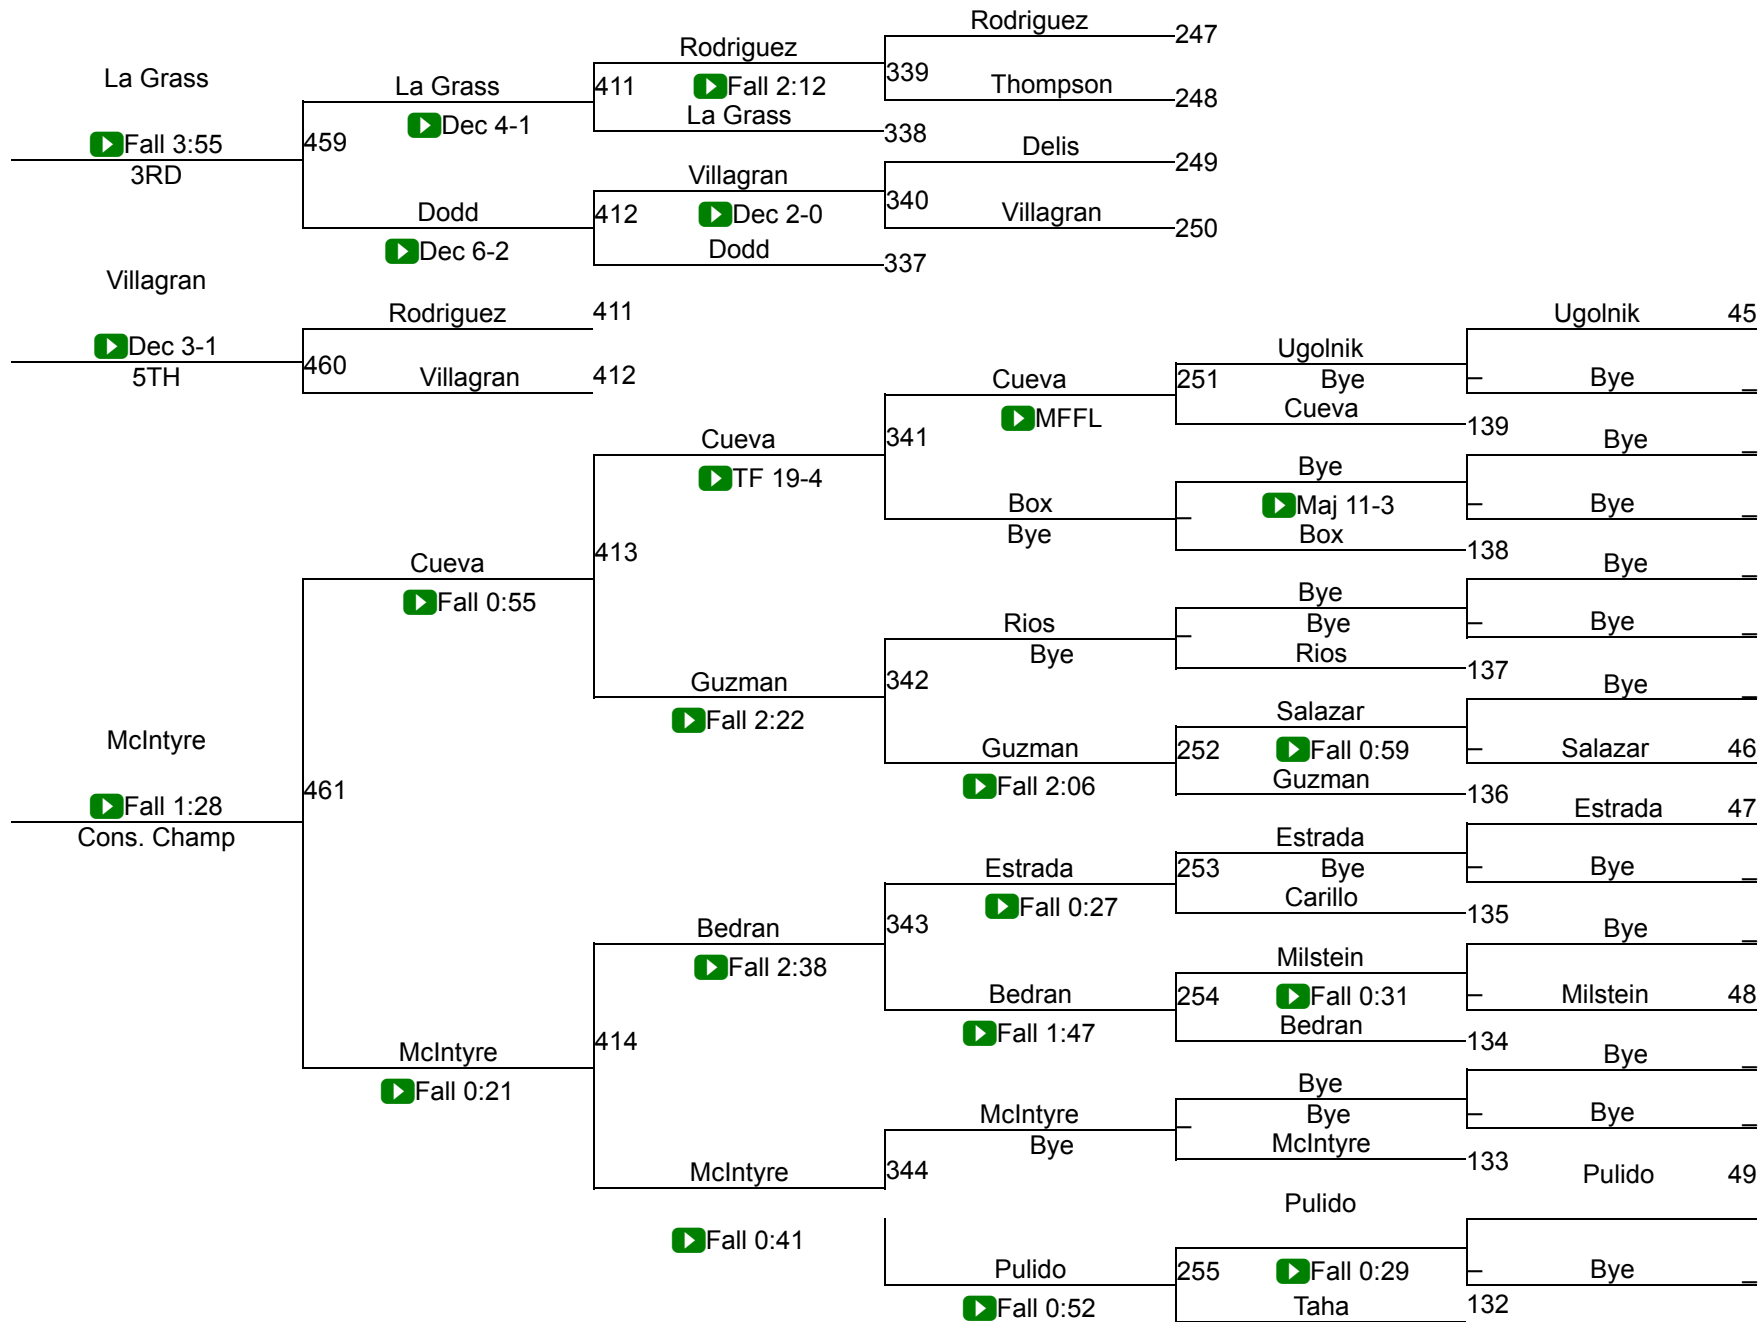 Rodriguez 247
Rodriguez
La Grass
La Grass 411 Fall 2:12 339 Thompson 248
Dec 4-1 La Grass 338
Fall 3:55 459
3RD
Delis 249
Villagran
Dodd 412 Dec 2-0 340 Villagran 250
Dec 6-2 Dodd 337
Villagran
Rodriguez 411 Ugolnik 45
Dec 3-1
5TH 460 Villagran 412
Ugolnik
Cueva 251 Bye – Bye _
MFFL Cueva 139
Cueva 341 Bye _
TF 19-4
Bye
Box – Maj 11-3 – Bye _
Bye Box 138
Cueva 413 Bye _
Fall 0:55
Bye
Rios – Bye – Bye _
Bye Rios 137
Guzman 342 Bye _
Fall 2:22
Salazar
McIntyre
Guzman 252 Fall 0:59 – Salazar 46
Fall 2:06 Guzman 136
Fall 1:28 461 Estrada 47
Cons. Champ
Estrada
Estrada 253 Bye – Bye _
Fall 0:27 Carillo 135
Bedran 343 Bye _
Fall 2:38
Milstein
Bedran 254 Fall 0:31 – Milstein 48
Fall 1:47 Bedran 134
McIntyre 414 Bye _
Fall 0:21
Bye
McIntyre – Bye – Bye _
Bye McIntyre 133
McIntyre 344 Pulido 49
Pulido
Fall 0:41
Pulido 255 Fall 0:29 – Bye _
Fall 0:52 Taha 132